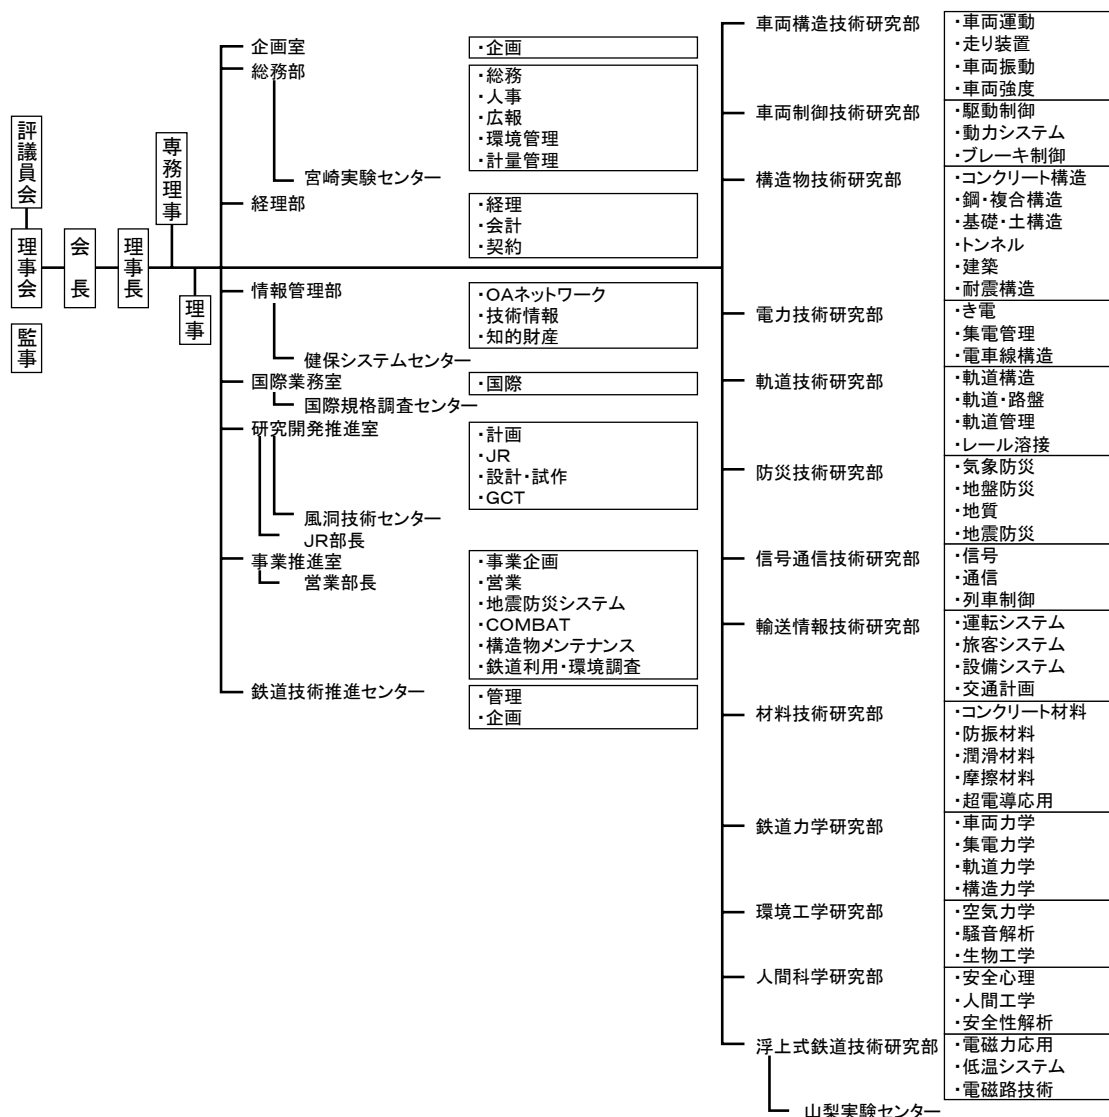 評議員会
理事会
会長
理事長
専務理事
理事
監事
企画室
・企画
総務部
・総務
・人事
・広報
・環境管理
・計量管理
宮崎実験センター
経理部
・経理
・会計
・契約
情報管理部
・OAネットワーク
・技術情報
・知的財産
健保システムセンター
国際業務室
・国際
国際規格調査センター
研究開発推進室
・計画
・JR
・設計・試作
・GCT
風洞技術センター
JR部長
事業推進室
営業部長
・事業企画
・営業
・地震防災システム
・COMBAT
・構造物メンテナンス
・鉄道利用・環境調査
鉄道技術推進センター
・管理
・企画
車両構造技術研究部
・車両運動
・走り装置
・車両振動
・車両強度
車両制御技術研究部
・駆動制御
・動力システム
・ブレーキ制御
構造物技術研究部
・コンクリート構造
・鋼・複合構造
・基礎・土構造
・トンネル
・建築
・耐震構造
電力技術研究部
・き電
・集電管理
・電車線構造
軌道技術研究部
・軌道構造
・軌道・路盤
・軌道管理
・レール溶接
防災技術研究部
・気象防災
・地盤防災
・地質
・地震防災
信号通信技術研究部
・信号
・通信
・列車制御
輸送情報技術研究部
・運転システム
・旅客システム
・設備システム
・交通計画
材料技術研究部
・コンクリート材料
・防振材料
・潤滑材料
・摩擦材料
・超電導応用
鉄道力学研究部
・車両力学
・集電力学
・軌道力学
・構造力学
環境工学研究部
・空気力学
・騒音解析
・生物工学
人間科学研究部
・安全心理
・人間工学
・安全性解析
浮上式鉄道技術研究部
・電磁力応用
・低温システム
・電磁路技術
山梨実験センター